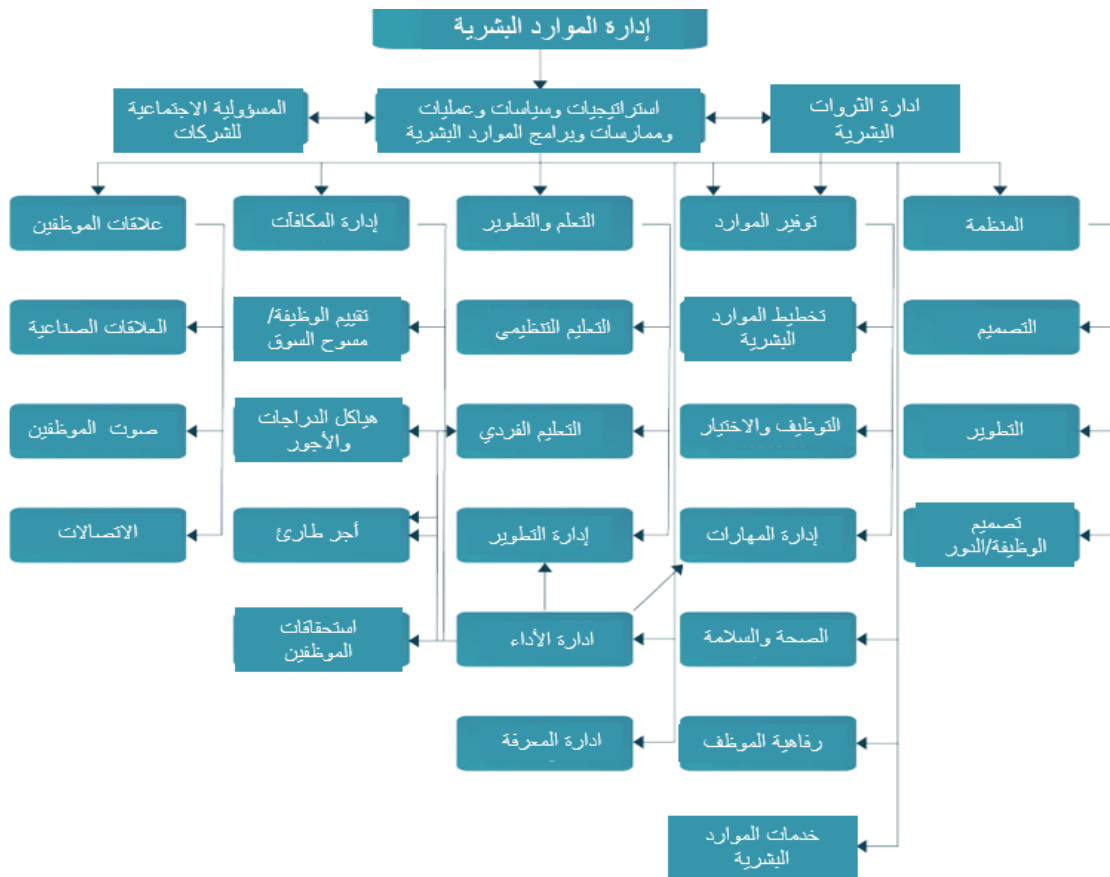 إدارة الموارد البشرية
ادارة الثروات
البشرية
استراتيجيات وسياسات وعمليات
وممارسات وبرامج الموارد البشرية
المسؤولية الاجتماعية
للشركات
المنظمة
توفير الموارد
التعلم والتطوير
إدارة المكافآت
علاقات الموظفين
التصميم
تخطيط الموارد
البشرية
التعليم التنظيمي
تقييم الوظيفة/
مسوح السوق
العلاقات الصناعية
التطوير
التوظيف والاختيار
التعليم الفردي
هياكل الدراجات
والأجور
صوت الموظفين
تصميم
الوظيفة/الدور
إدارة المهارات
إدارة التطوير
أجر طارئ
الاتصالات
الصحة والسلامة
ادارة الأداء
استحقاقات
الموظفين
رفاهية الموظف
ادارة المعرفة
خدمات الموارد
البشرية